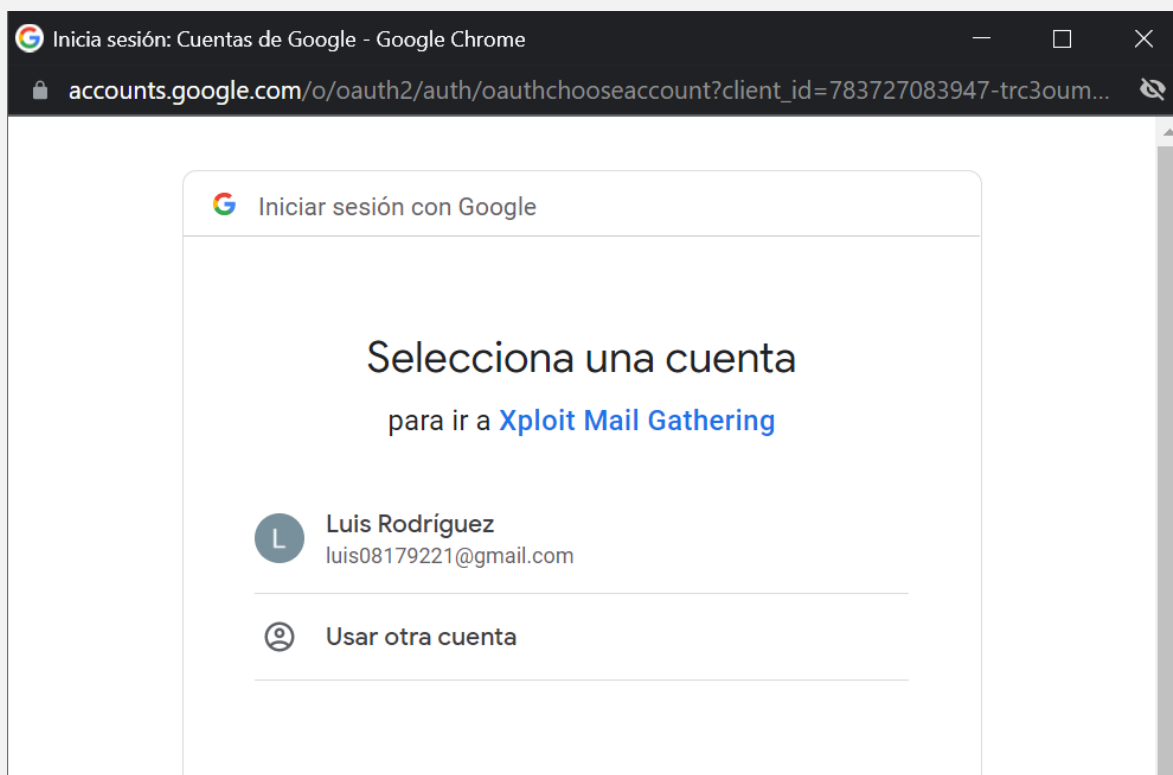 Inicia sesión: Cuentas de Google - Google Chrome
accounts.google.com/o/oauth2/auth/oauthchooseaccount?client_id=783727083947-trc3oum...
Iniciar sesión con Google
Selecciona una cuenta
para ir a Xploit Mail Gathering
L
Luis Rodríguez
luis08179221@gmail.com
Usar otra cuenta